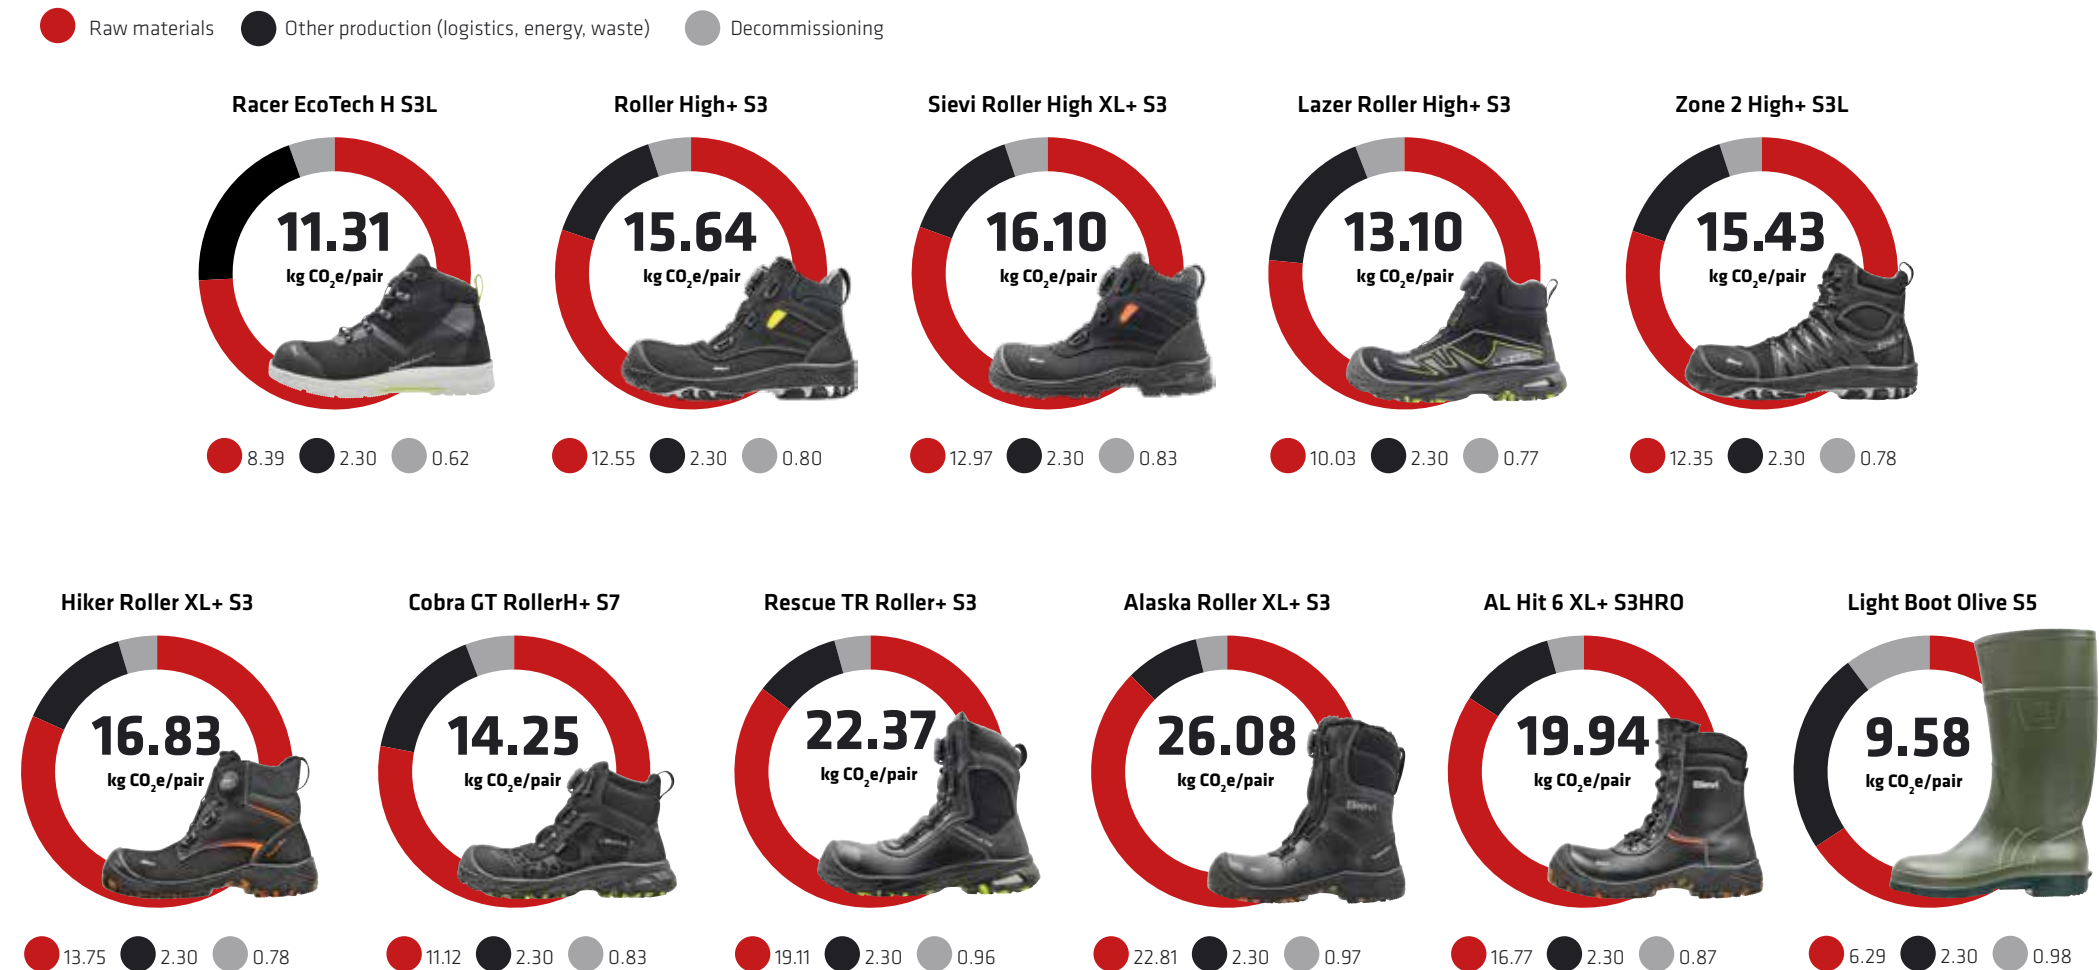 Raw materials Other production (logistics, energy, waste) Decommissioning
Racer EcoTech H S3L
11.31
kg CO₂e/pair
8.39 2.30 0.62
Roller High+ S3
15.64
kg CO₂e/pair
12.55 2.30 0.80
Sievi Roller High XL+ S3
16.10
kg CO₂e/pair
12.97 2.30 0.83
Lazer Roller High+ S3
13.10
kg CO₂e/pair
10.03 2.30 0.77
Zone 2 High+ S3L
15.43
kg CO₂e/pair
12.35 2.30 0.78
Hiker Roller XL+ S3
16.83
kg CO₂e/pair
13.75 2.30 0.78
Cobra GT RollerH+ S7
14.25
kg CO₂e/pair
11.12 2.30 0.83
Rescue TR Roller+ S3
22.37
kg CO₂e/pair
19.11 2.30 0.96
Alaska Roller XL+ S3
26.08
kg CO₂e/pair
Sievi
22.81 2.30 0.97
AL Hit 6 XL+ S3HRO
19.94
kg CO₂e/pair
Sievi
16.77 2.30 0.87
Light Boot Olive S5
9.58
kg CO₂e/pair
6.29 2.30 0.98